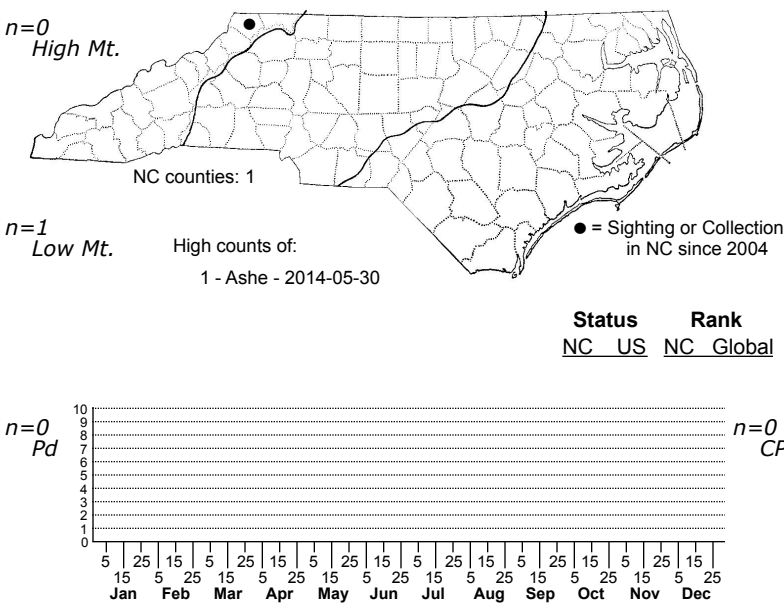 n=0
High Mt.
NC counties: 1
n=1
Low Mt.
High counts of:
1 - Ashe - 2014-05-30
● = Sighting or Collection
in NC since 2004
Status Rank
NC US NC Global
n=0
Pd
10
9
8
7
6
5
4
3
2
1
0
n=0
CP
5 25 15 5 25 15 5 25 15 5 25 15 5 25 15 5 25 15
15 5 25 15 5 25 15 5 25 15 5 25 15 5 25 15 5 25
Jan Feb Mar Apr May Jun Jul Aug Sep Oct Nov Dec